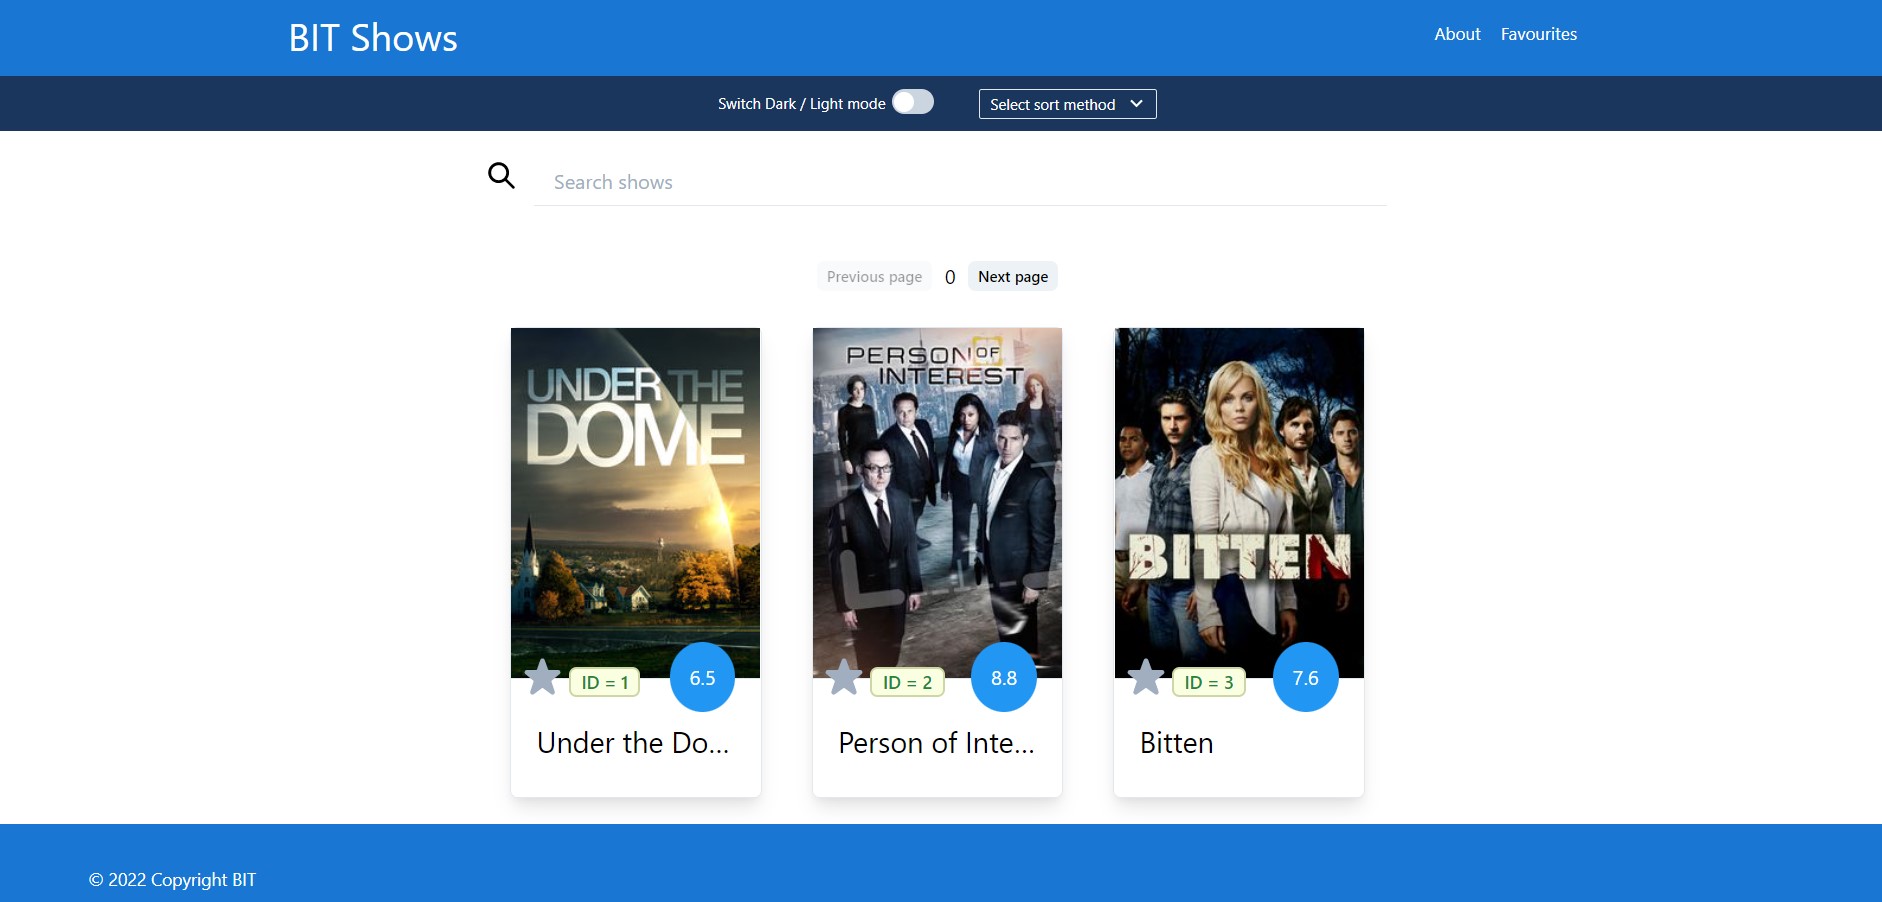 BIT Shows
About Favourites
Switch Dark / Light mode
Select sort method
Search shows
Previous page 0 Next page
UNDER THE
DOME
PERSON OF
INTEREST
BITTEN
ID = 1 6.5
ID = 2 8.8
ID = 3 7.6
Under the Do...
Person of Inte...
Bitten
© 2022 Copyright BIT